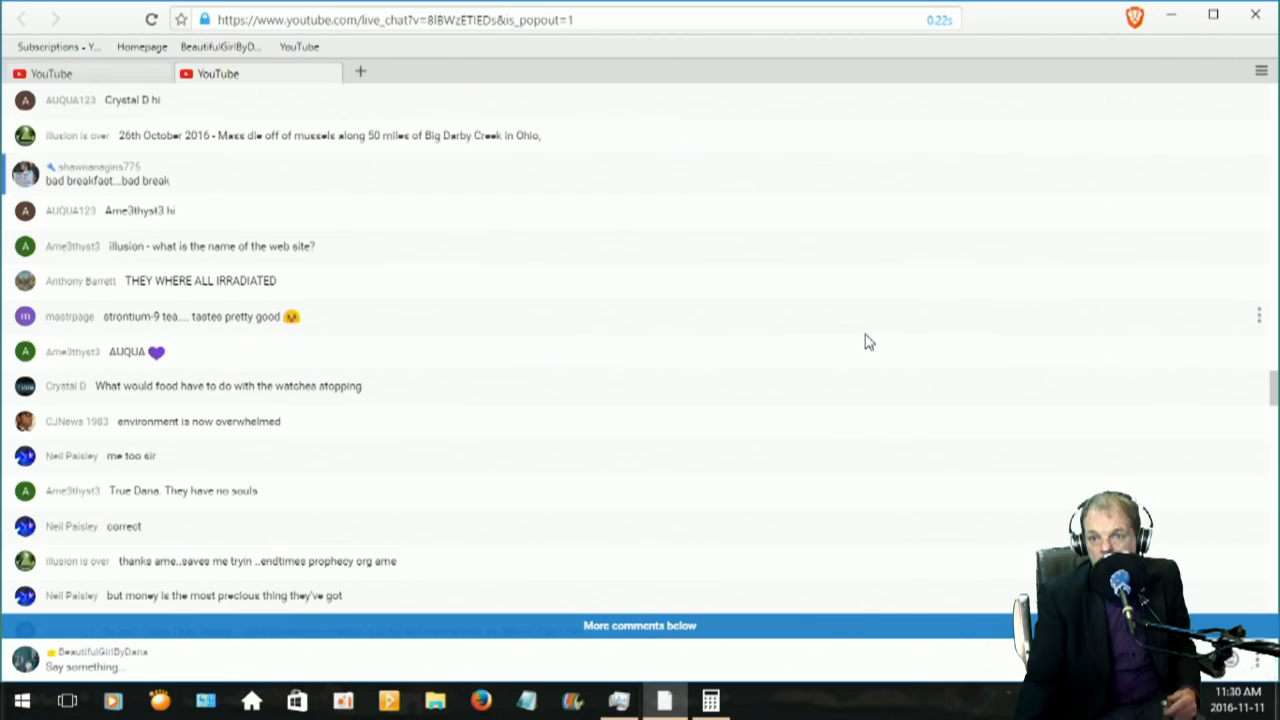 https://www.youtube.com/live_chat?v=8lBWzETIEDs&is_popout=1
0.22s
Subscriptions - Y...
Homepage
BeautifulGirlByD...
YouTube
YouTube
YouTube
A AUQUA123 Crystal D hi
Illusion is over 26th October 2016 - Mass die off of mussels along 50 miles of Big Darby Creek in Ohio,
shawnanagins775
bad breakfast...bad break
A AUQUA123 Ame3thyst3 hi
A Ame3thyst3 illusion - what is the name of the web site?
Anthony Barrett THEY WHERE ALL IRRADIATED
m mastrpage strontium-9 tea.... tastes pretty good
A Ame3thyst3 AUQUA
Crystal D What would food have to do with the watches stopping
CJNews 1983 environment is now overwhelmed
Neil Paisley me too sir
A Ame3thyst3 True Dana. They have no souls
Neil Paisley correct
Illusion is over thanks ame..saves me tryin ..endtimes prophecy org ame
Neil Paisley but money is the most precious thing they've got
More comments below
BeautifulGirlByDana
Say something...
11:30 AM
2016-11-11